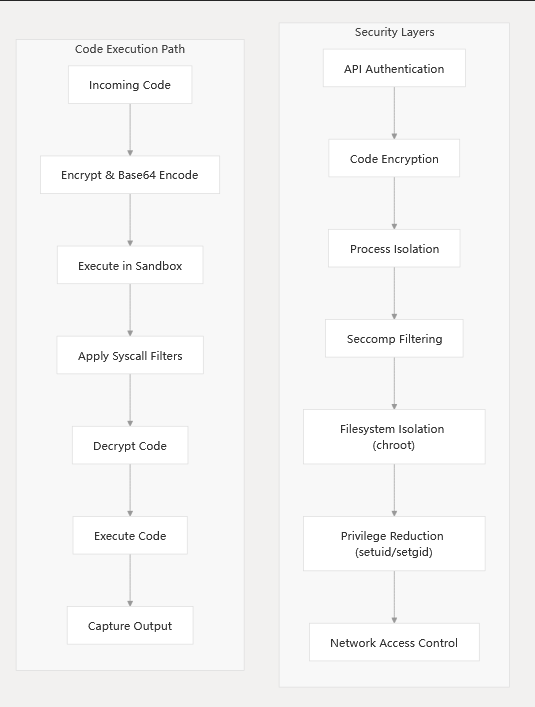 Code Execution Path
Incoming Code
Encrypt & Base64 Encode
Execute in Sandbox
Apply Syscall Filters
Decrypt Code
Execute Code
Capture Output
Security Layers
API Authentication
Code Encryption
Process Isolation
Seccomp Filtering
Filesystem Isolation
(chroot)
Privilege Reduction
(setuid/setgid)
Network Access Control